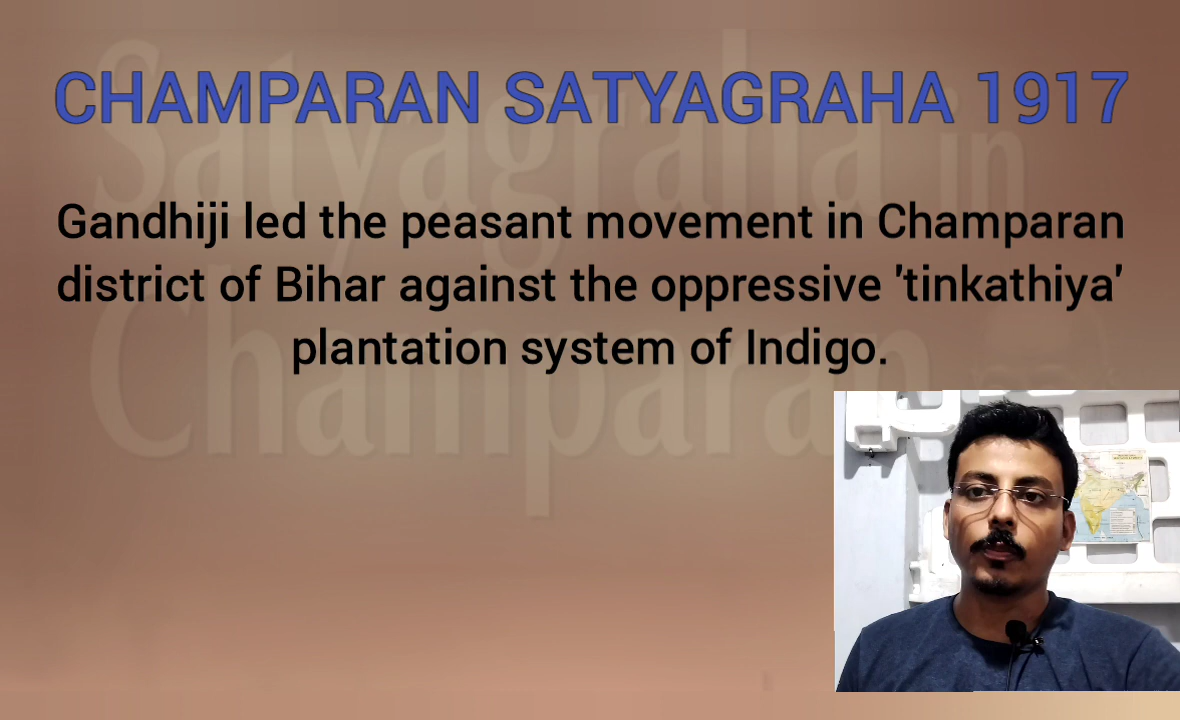 CHAMPARAN SATYAGRAHA 1917
Satyagraha in
Gandhiji led the peasant movement in Champaran
district of Bihar against the oppressive 'tinkathiya'
plantation system of Indigo.
Champaran